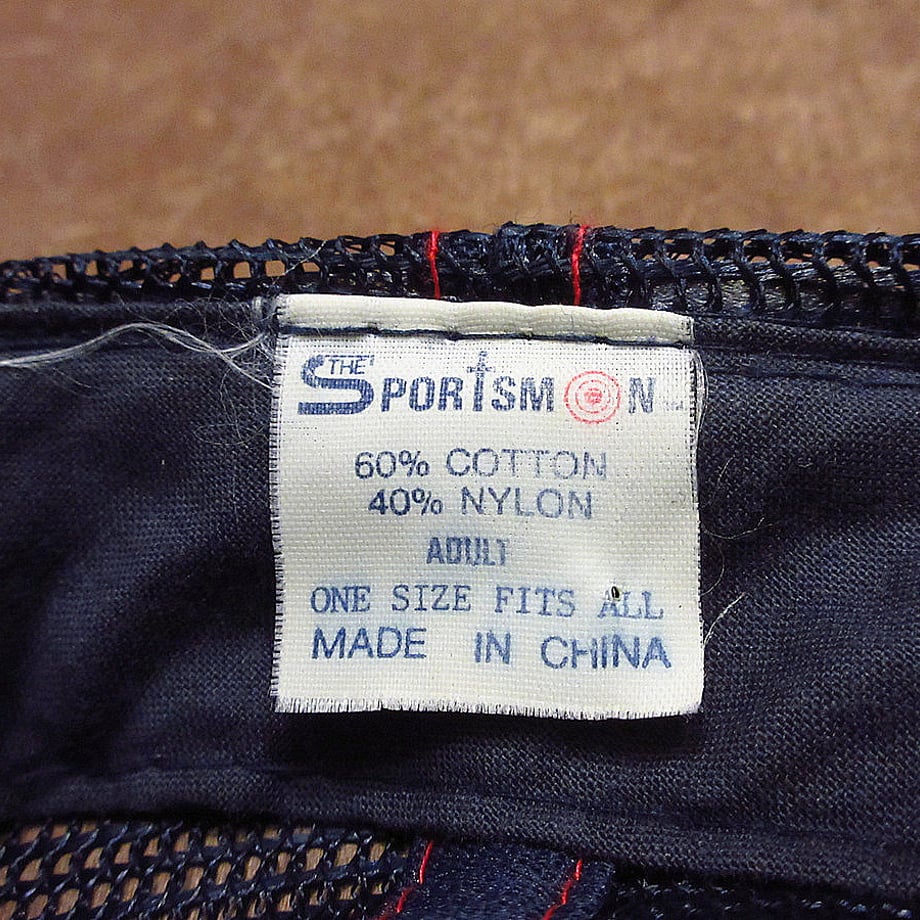 THE SPORTSMAN
60% COTTON
40% NYLON
ADULT
ONE SIZE FITS ALL
MADE IN CHINA